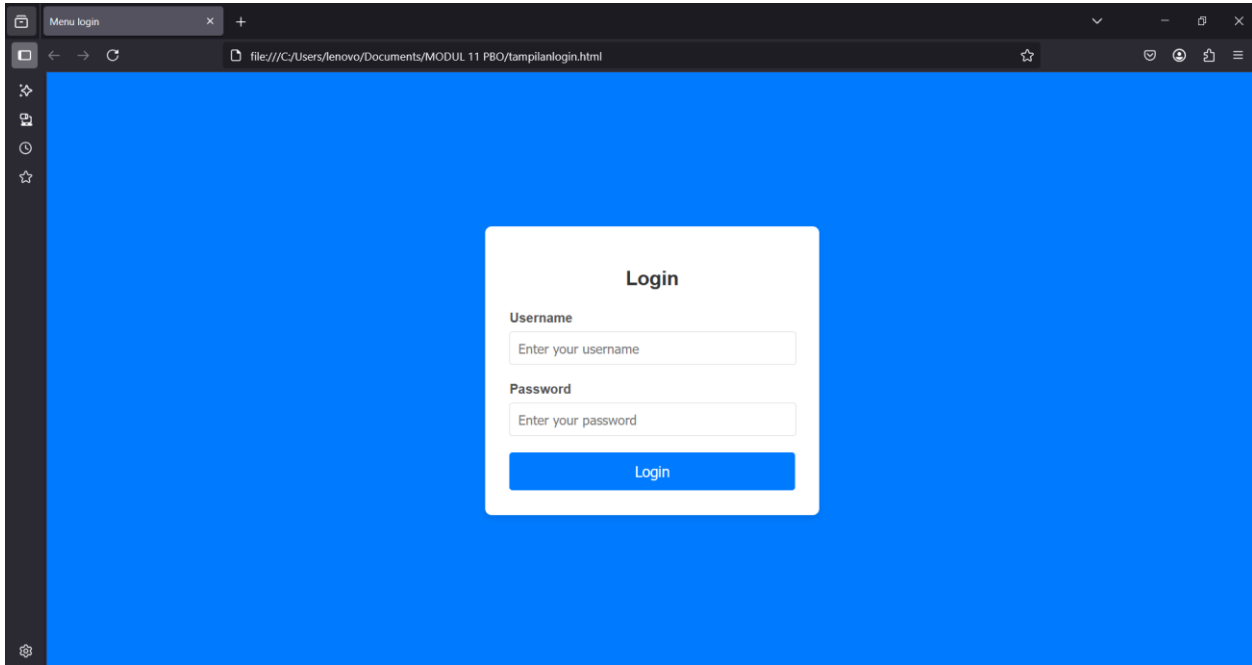 Menu login
file:///C:/Users/lenovo/Documents/MODUL 11 PBO/tampilanlogin.html
Login
Username
Enter your username
Password
Enter your password
Login